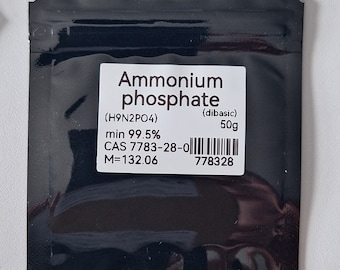 Ammonium
phosphate
(dibasic)
(H9N2PO4)
50g
min 99.5%
CAS 7783-28-0
M=132.06
778328